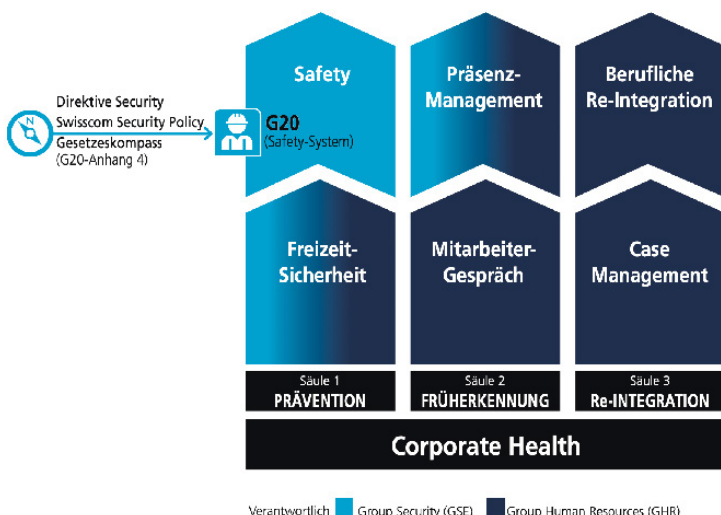 Safety
Präsenz-
Management
Berufliche
Re-Integration
Direktive Security
Swisscom Security Policy
Gesetzeskompass
(G20-Anhang 4)
N
G20
(Safety-System)
Freizeit-
Sicherheit
Mitarbeiter-
Gespräch
Case
Management
Säule 1
PRÄVENTION
Säule 2
FRÜHERKENNUNG
Säule 3
Re-INTEGRATION
Corporate Health
Verantwortlich Group Security (GSE) Group Human Resources (GHR)